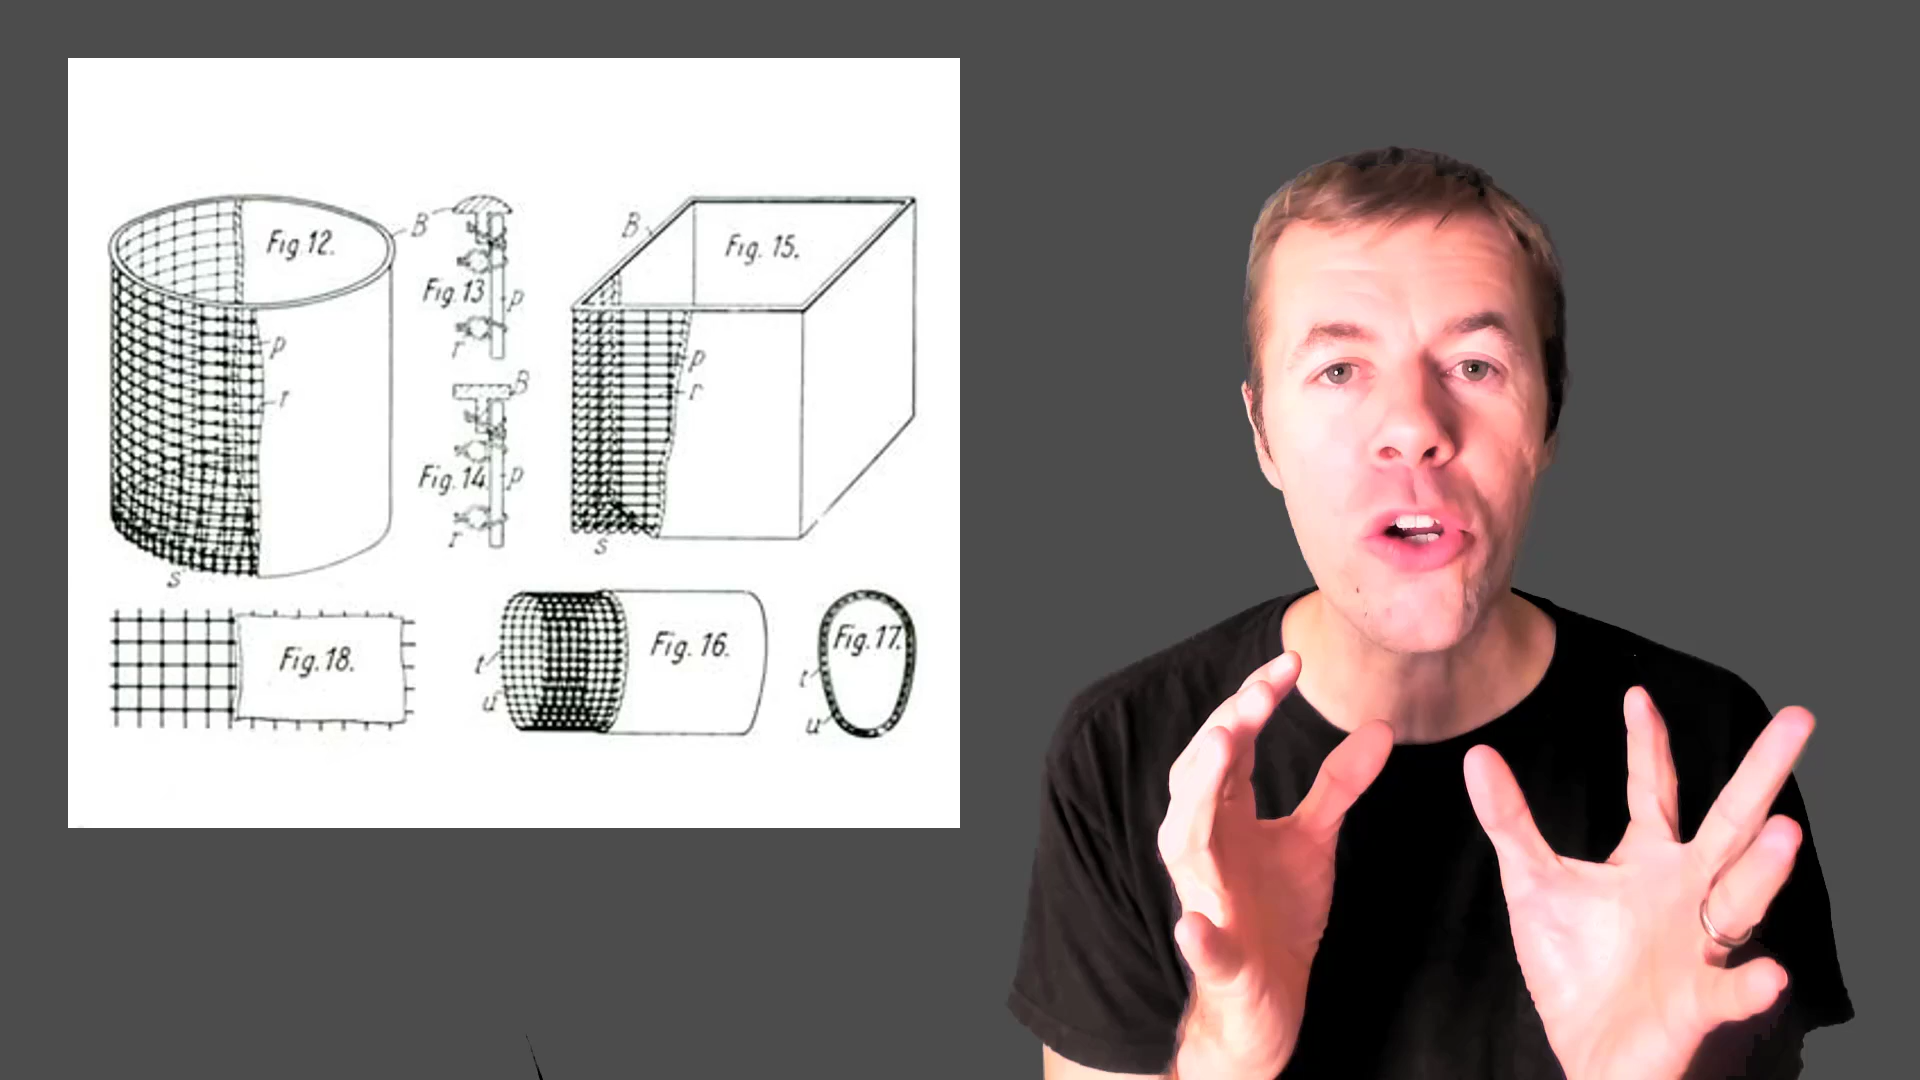 Fig. 12.
B
Fig. 13
p
r
p
r
s
B
Fig. 14
p
r
B
Fig. 15.
p
r
s
Fig. 18.
t
u
Fig. 16.
Fig. 17.
t
u